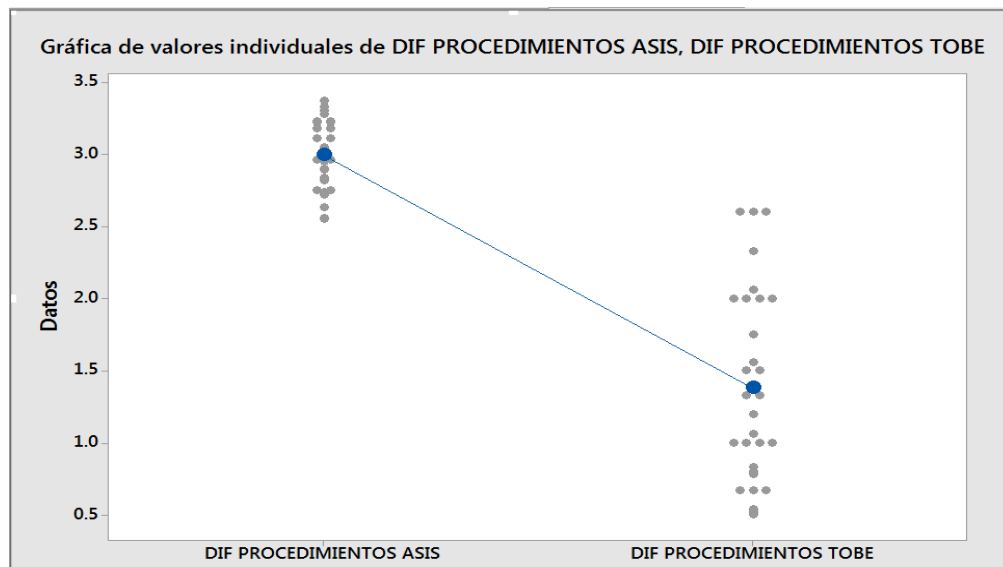 Gráfica de valores individuales de DIF PROCEDIMIENTOS ASIS, DIF PROCEDIMIENTOS TOBE
3.5
3.0
2.5
2.0
1.5
1.0
0.5
Datos
DIF PROCEDIMIENTOS ASIS
DIF PROCEDIMIENTOS TOBE